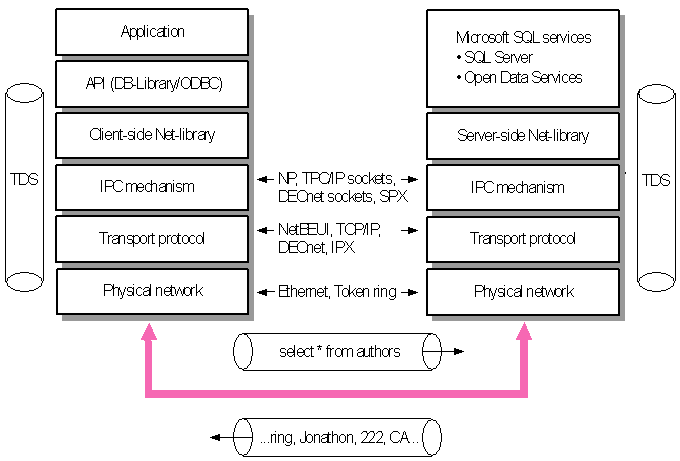 Application
API (DB-Library/ODBC)
Client-side Net-library
IPC mechanism
Transport protocol
Physical network
TDS
Microsoft SQL services
• SQL Server
• Open Data Services
Server-side Net-library
IPC mechanism
Transport protocol
Physical network
TDS
NP, TPC/IP sockets,
DECnet sockets, SPX
NetBEUI, TCP/IP,
DECnet, IPX
Ethernet, Token ring
select * from authors
...ring, Jonathon, 222, CA...